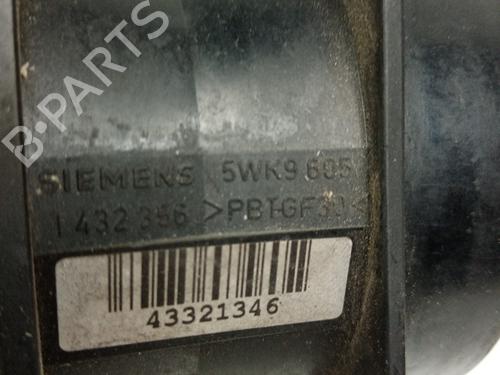 B-PARTS
SIEMENS 5WK9 605
1 432 356 >PBT-GF30<
43321346